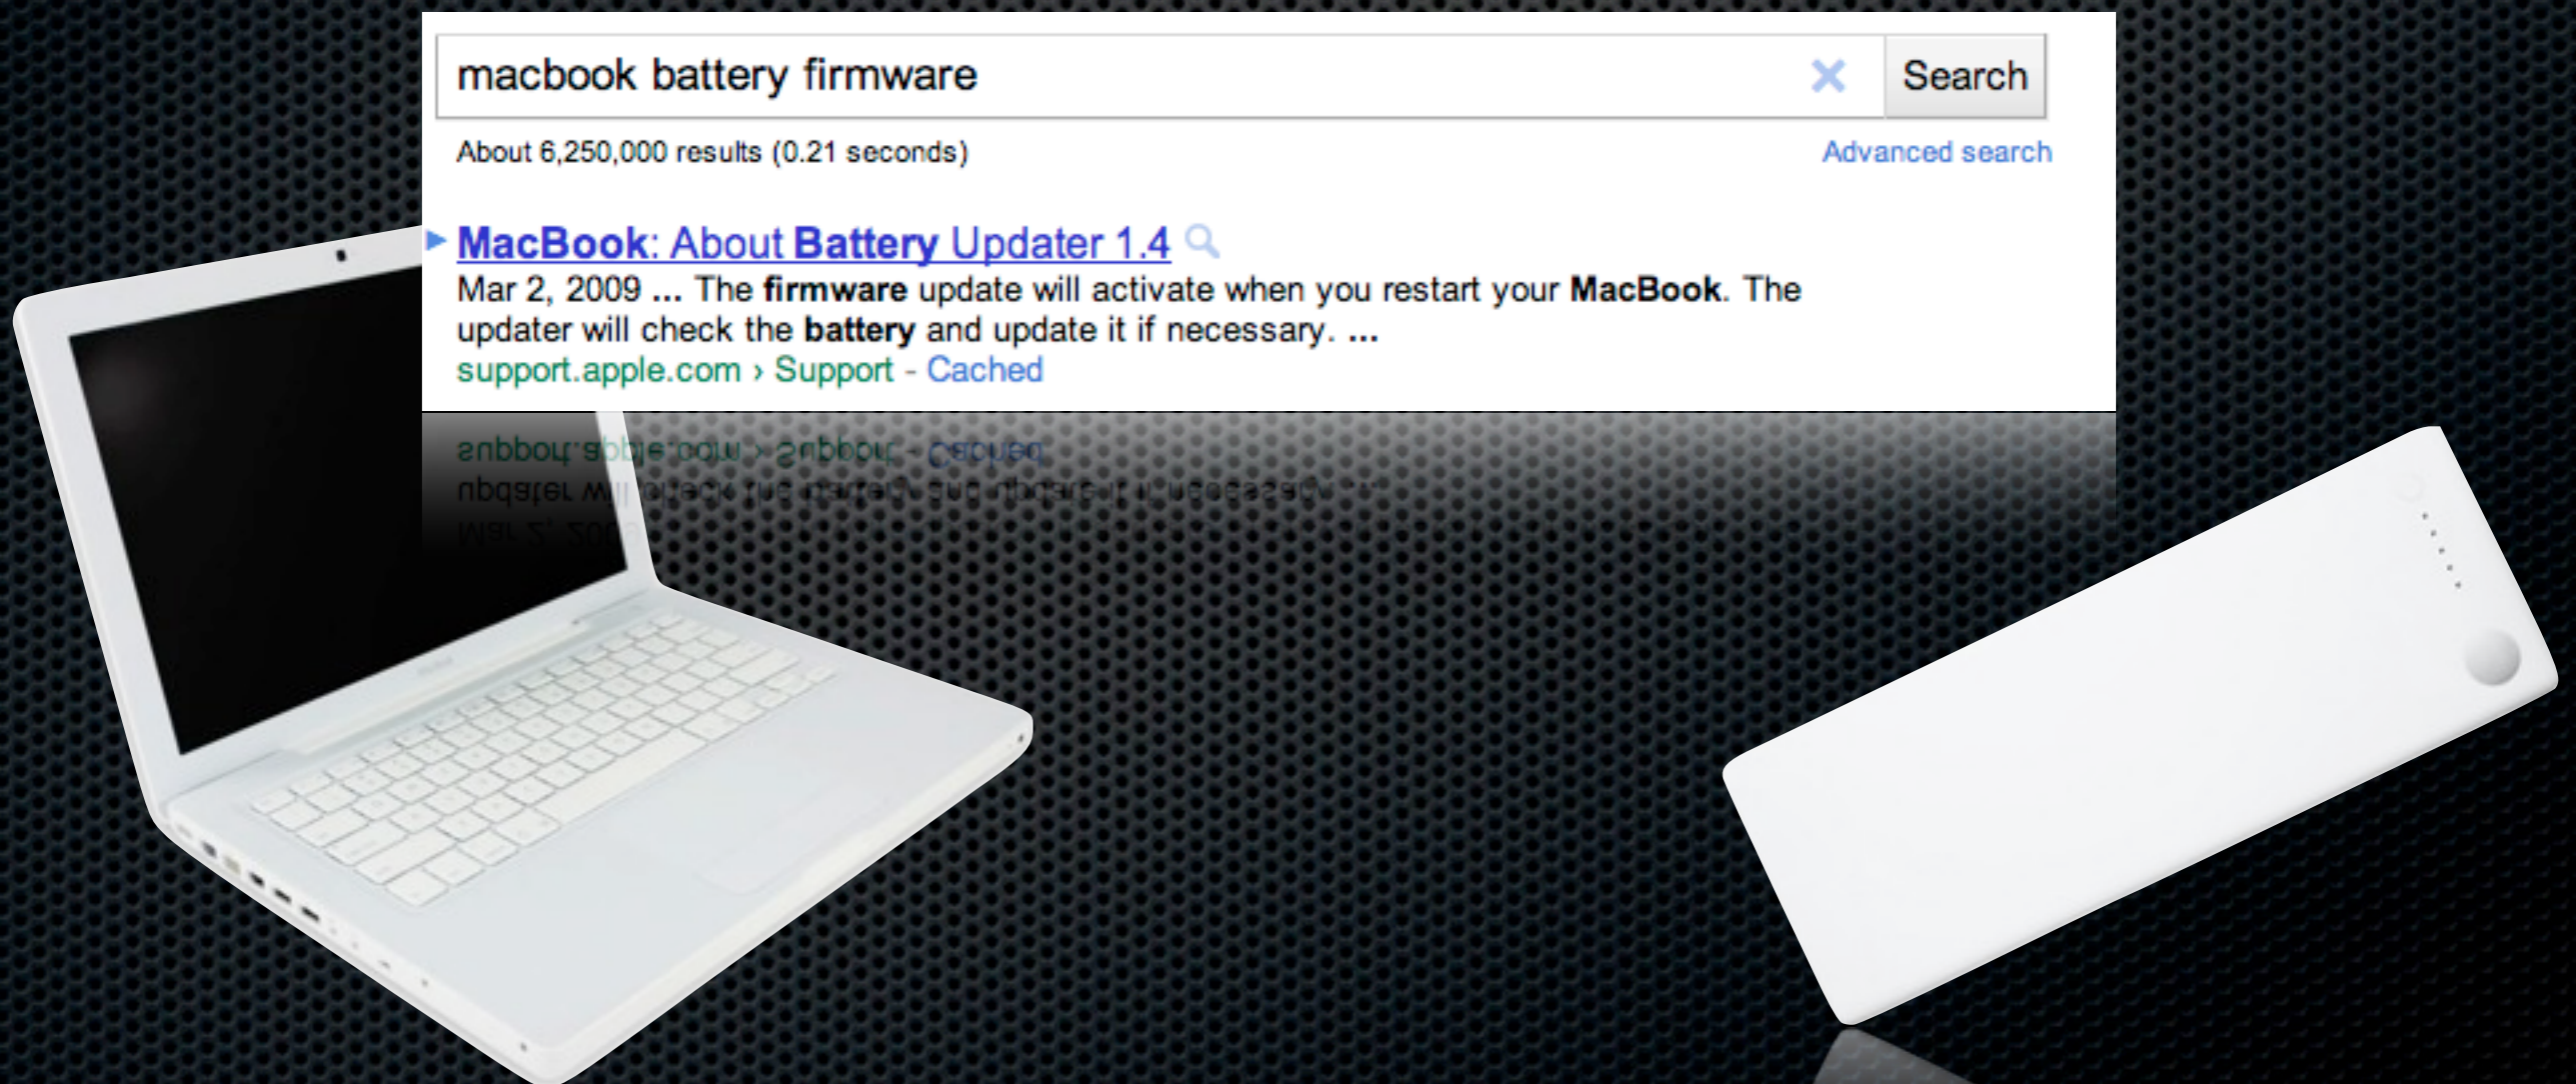 macbook battery firmware
Search
About 6,250,000 results (0.21 seconds)
Advanced search
MacBook: About Battery Updater 1.4
Mar 2, 2009 ... The firmware update will activate when you restart your MacBook. The
updater will check the battery and update it if necessary. ...
support.apple.com › Support - Cached